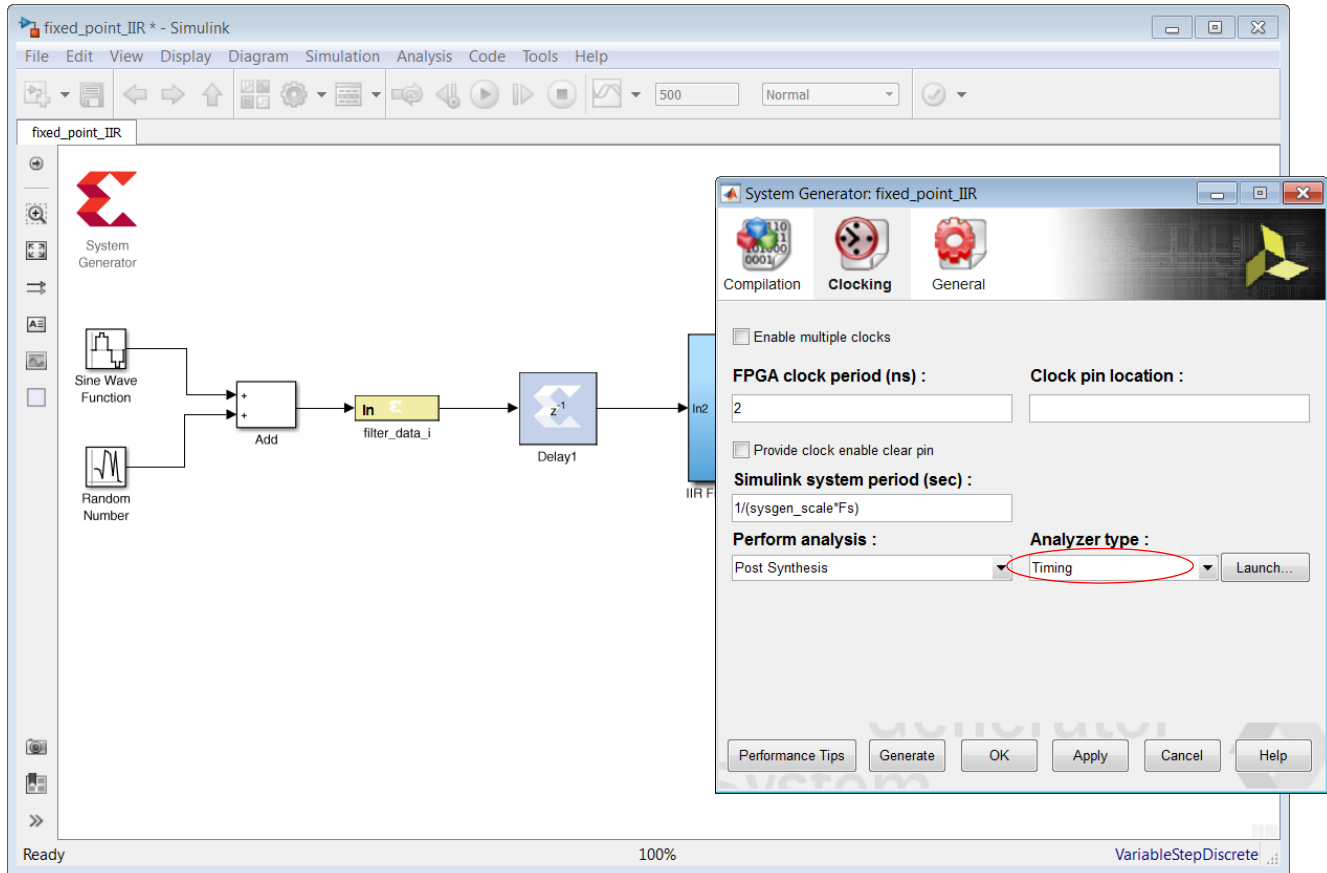 fixed_point_IIR * - Simulink
File Edit View Display Diagram Simulation Analysis Code Tools Help
500 Normal
fixed_point_IIR
System
Generator
Sine Wave
Function
Random
Number
+
+
Add
In
filter_data_i
z-1
Delay1
In2
IIR F
System Generator: fixed_point_IIR
Compilation Clocking General
Enable multiple clocks
FPGA clock period (ns) : Clock pin location :
2
Provide clock enable clear pin
Simulink system period (sec) :
1/(sysgen_scale*Fs)
Perform analysis : Analyzer type :
Post Synthesis Timing Launch...
Performance Tips Generate OK Apply Cancel Help
Ready 100% VariableStepDiscrete